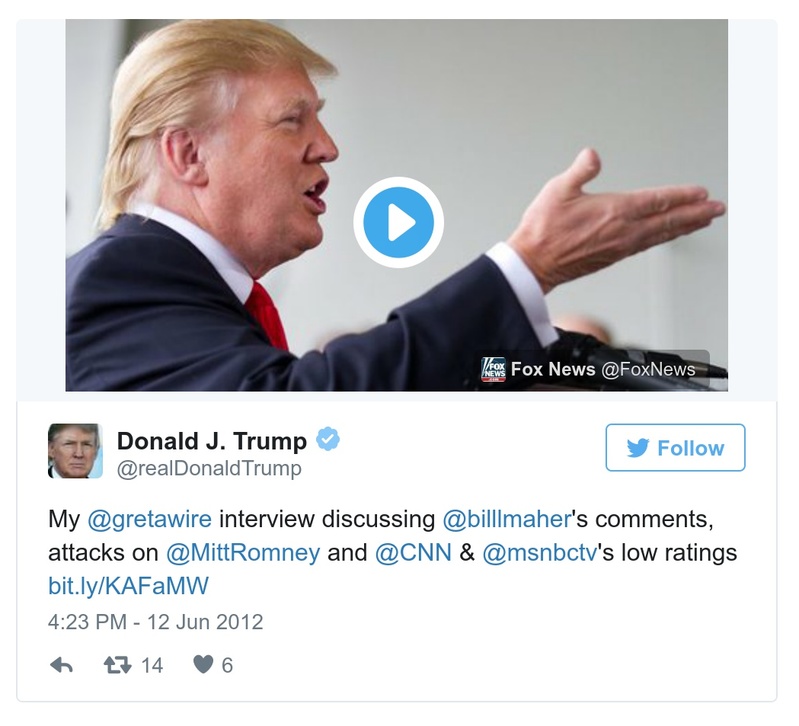 FOX
NEWS
Fox News @FoxNews
Donald J. Trump
@realDonaldTrump
Follow
My @gretawire interview discussing @billlmaher's comments,
attacks on @MittRomney and @CNN & @msnbctv's low ratings
bit.ly/KAFaMW
4:23 PM - 12 Jun 2012
14 6